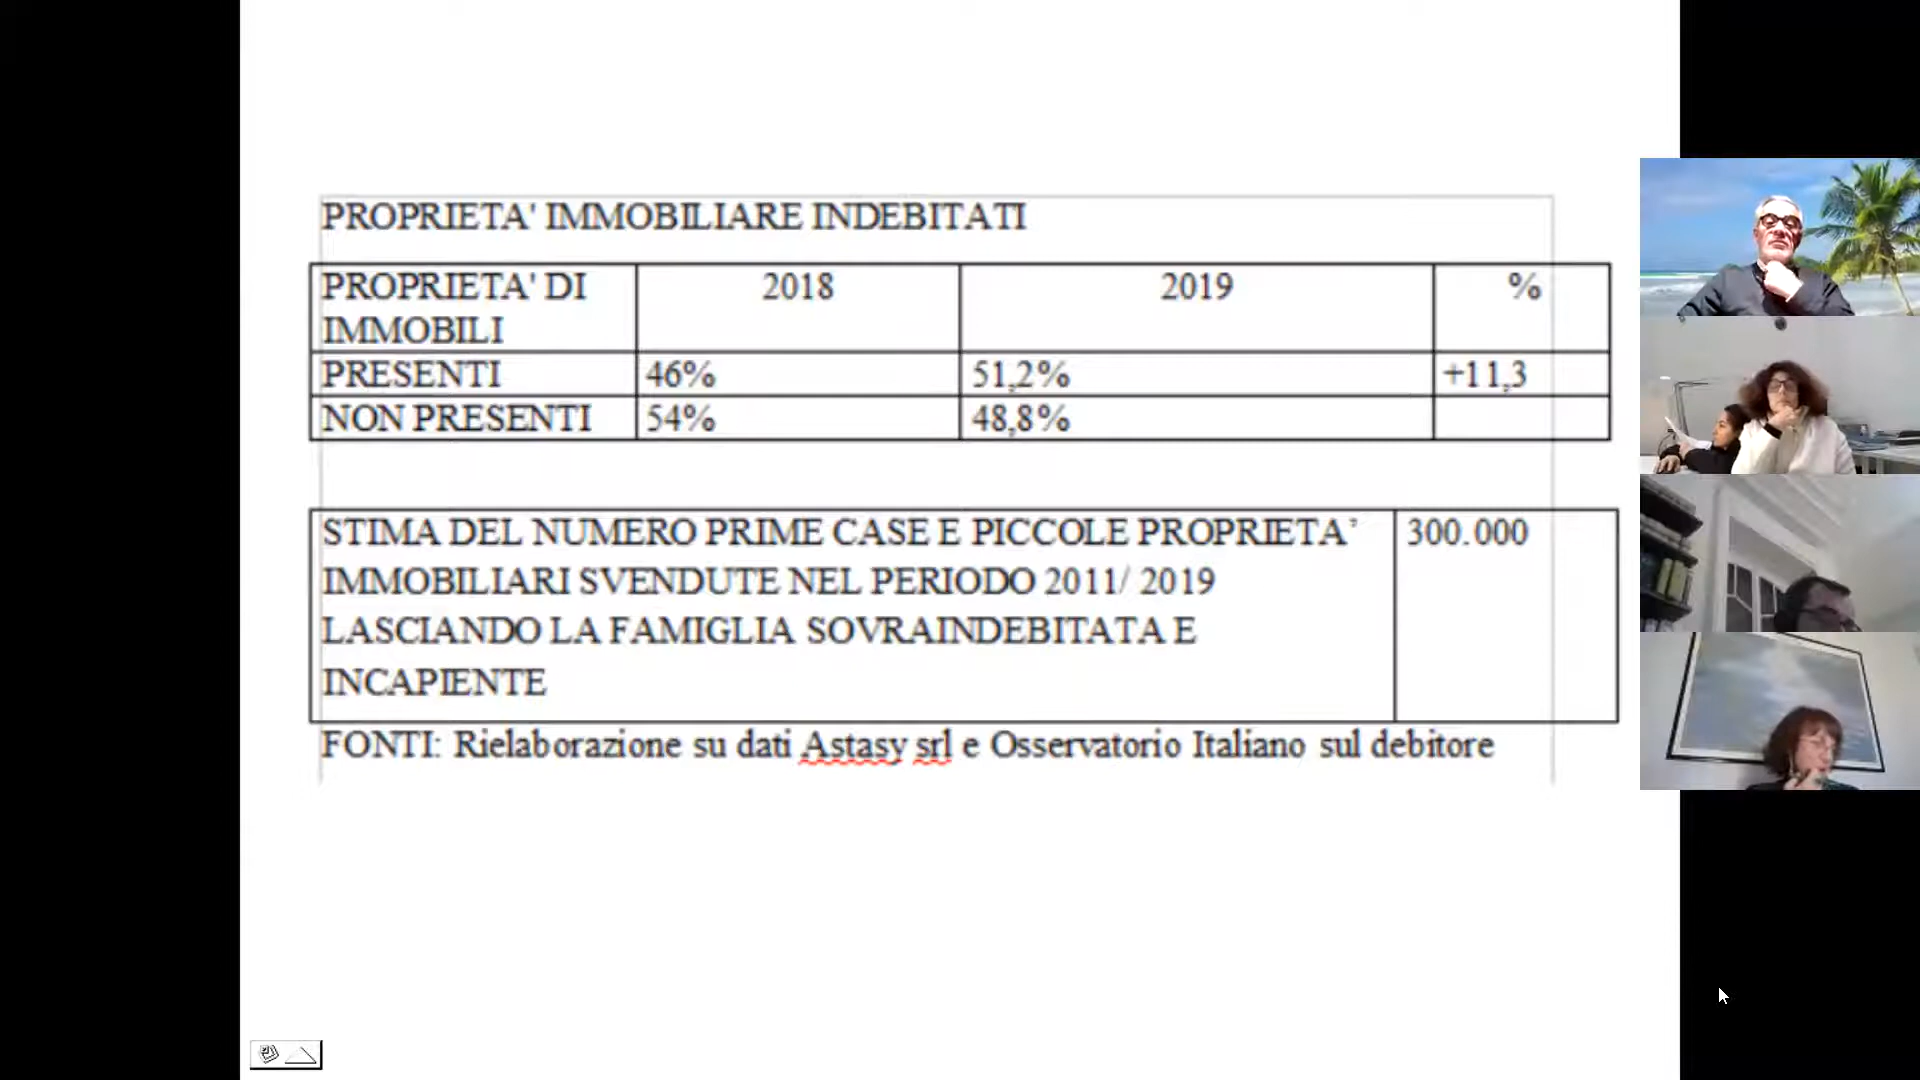 PROPRIETA' IMMOBILIARE INDEBITATI
PROPRIETA' DI IMMOBILI 2018 2019 %
PRESENTI 46% 51,2% +11,3
NON PRESENTI 54% 48,8%
STIMA DEL NUMERO PRIME CASE E PICCOLE PROPRIETA’ 300.000
IMMOBILIARI SVENDUTE NEL PERIODO 2011/ 2019
LASCIANDO LA FAMIGLIA SOVRAINDEBITATA E
INCAPIENTE
FONTI: Rielaborazione su dati Astasy srl e Osservatorio Italiano sul debitore